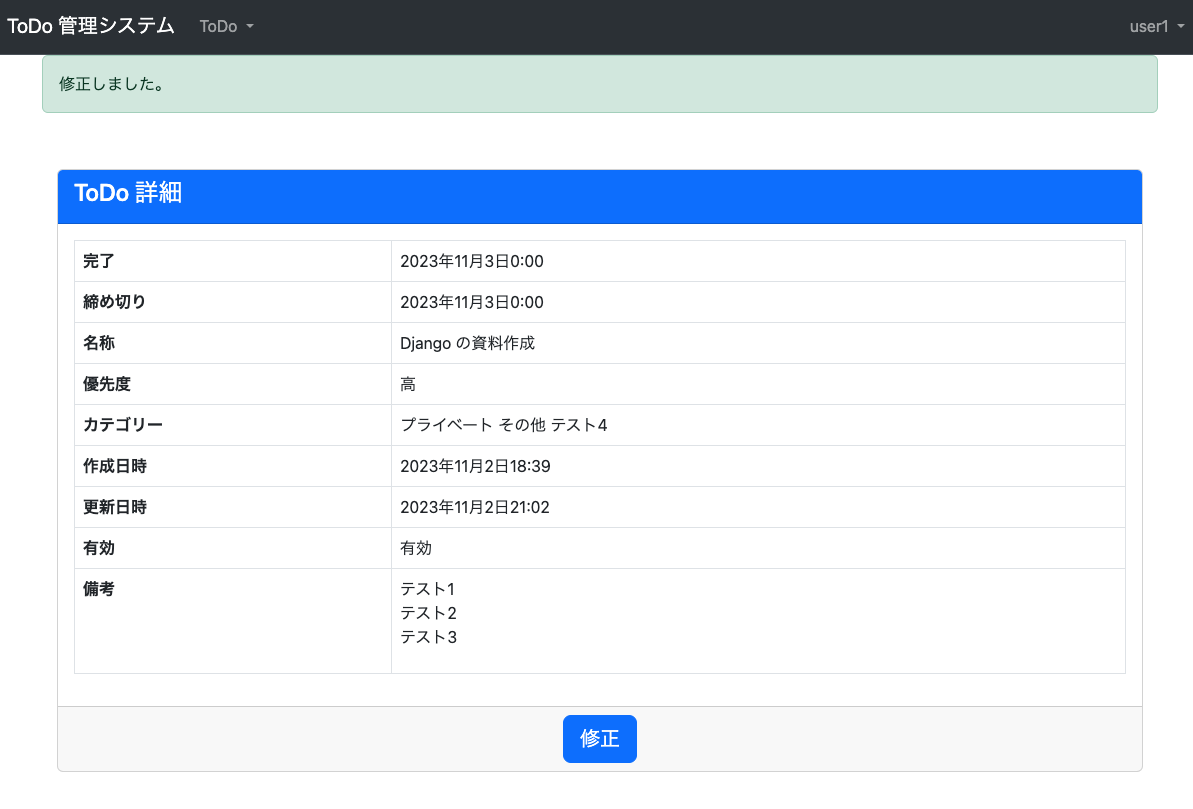 ToDo 管理システム ToDo user1
修正しました。
ToDo 詳細
完了 2023年11月3日0:00
締め切り 2023年11月3日0:00
名称 Django の資料作成
優先度 高
カテゴリー プライベート その他 テスト4
作成日時 2023年11月2日18:39
更新日時 2023年11月2日21:02
有効 有効
備考 テスト1
テスト2
テスト3
修正